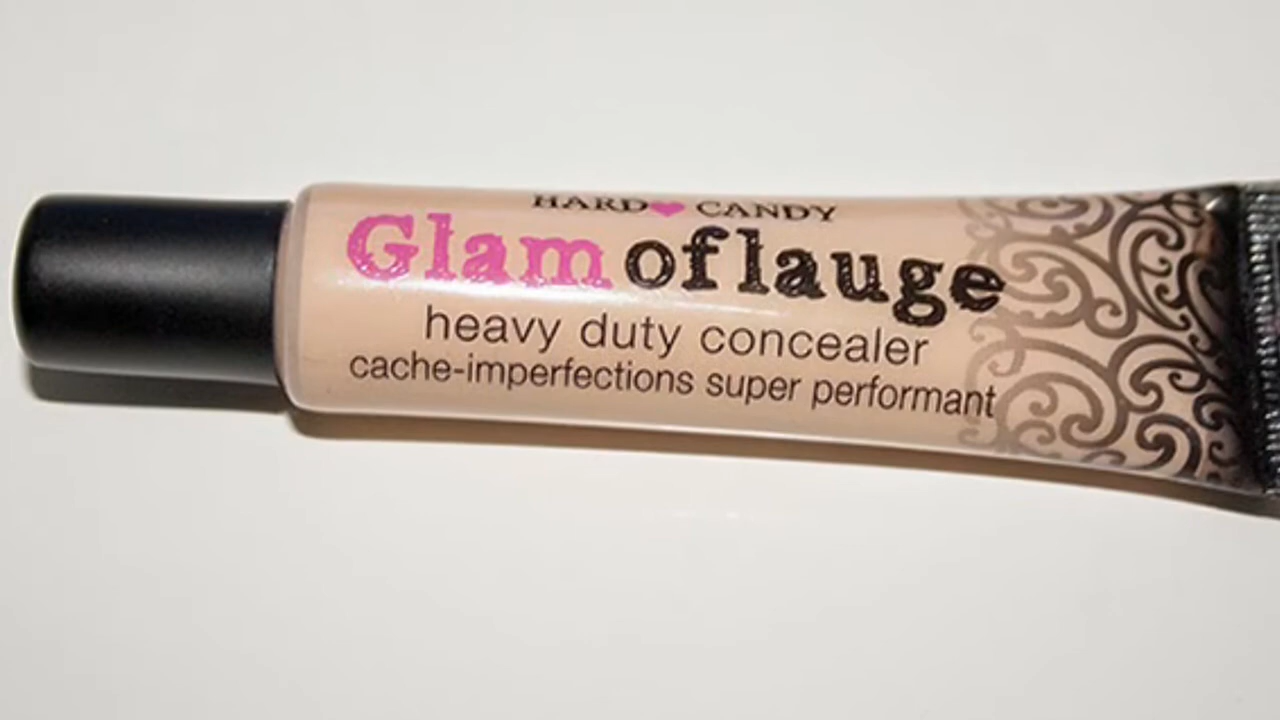 HARD CANDY
Glamoflauge
heavy duty concealer
cache-imperfections super performant